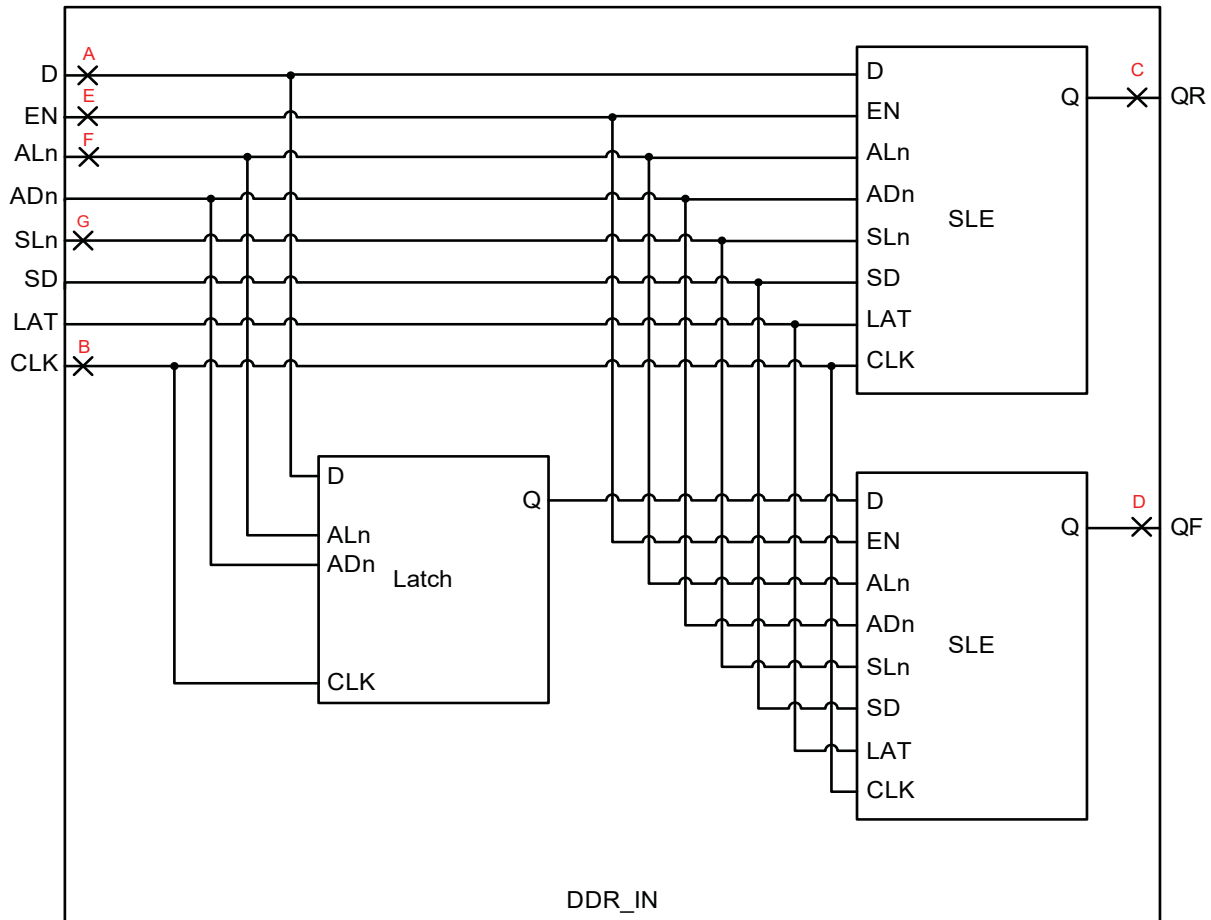 A
D
E
EN
F
ALn
ADn
G
SLn
SD
LAT
B
CLK
D
EN
ALn
ADn
SLn
SD
LAT
CLK
SLE
Q
C
QR
D
ALn
ADn
CLK
Latch
Q
D
EN
ALn
ADn
SLn
SD
LAT
CLK
SLE
Q
D
QF
DDR_IN